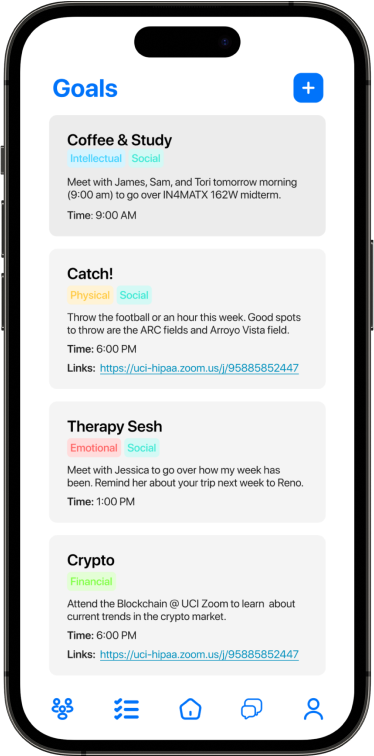 Goals
Coffee & Study
Intellectual Social
Meet with James, Sam, and Tori tomorrow morning
(9:00 am) to go over IN4MATX 162W midterm.
Time: 9:00 AM
Catch!
Physical Social
Throw the football or an hour this week. Good spots
to throw are the ARC fields and Arroyo Vista field.
Time: 6:00 PM
Links: https://uci-hipaa.zoom.us/j/95885852447
Therapy Sesh
Emotional Social
Meet with Jessica to go over how my week has
been. Remind her about your trip next week to Reno.
Time: 1:00 PM
Crypto
Financial
Attend the Blockchain @ UCI Zoom to learn about
current trends in the crypto market.
Time: 6:00 PM
Links: https://uci-hipaa.zoom.us/j/95885852447